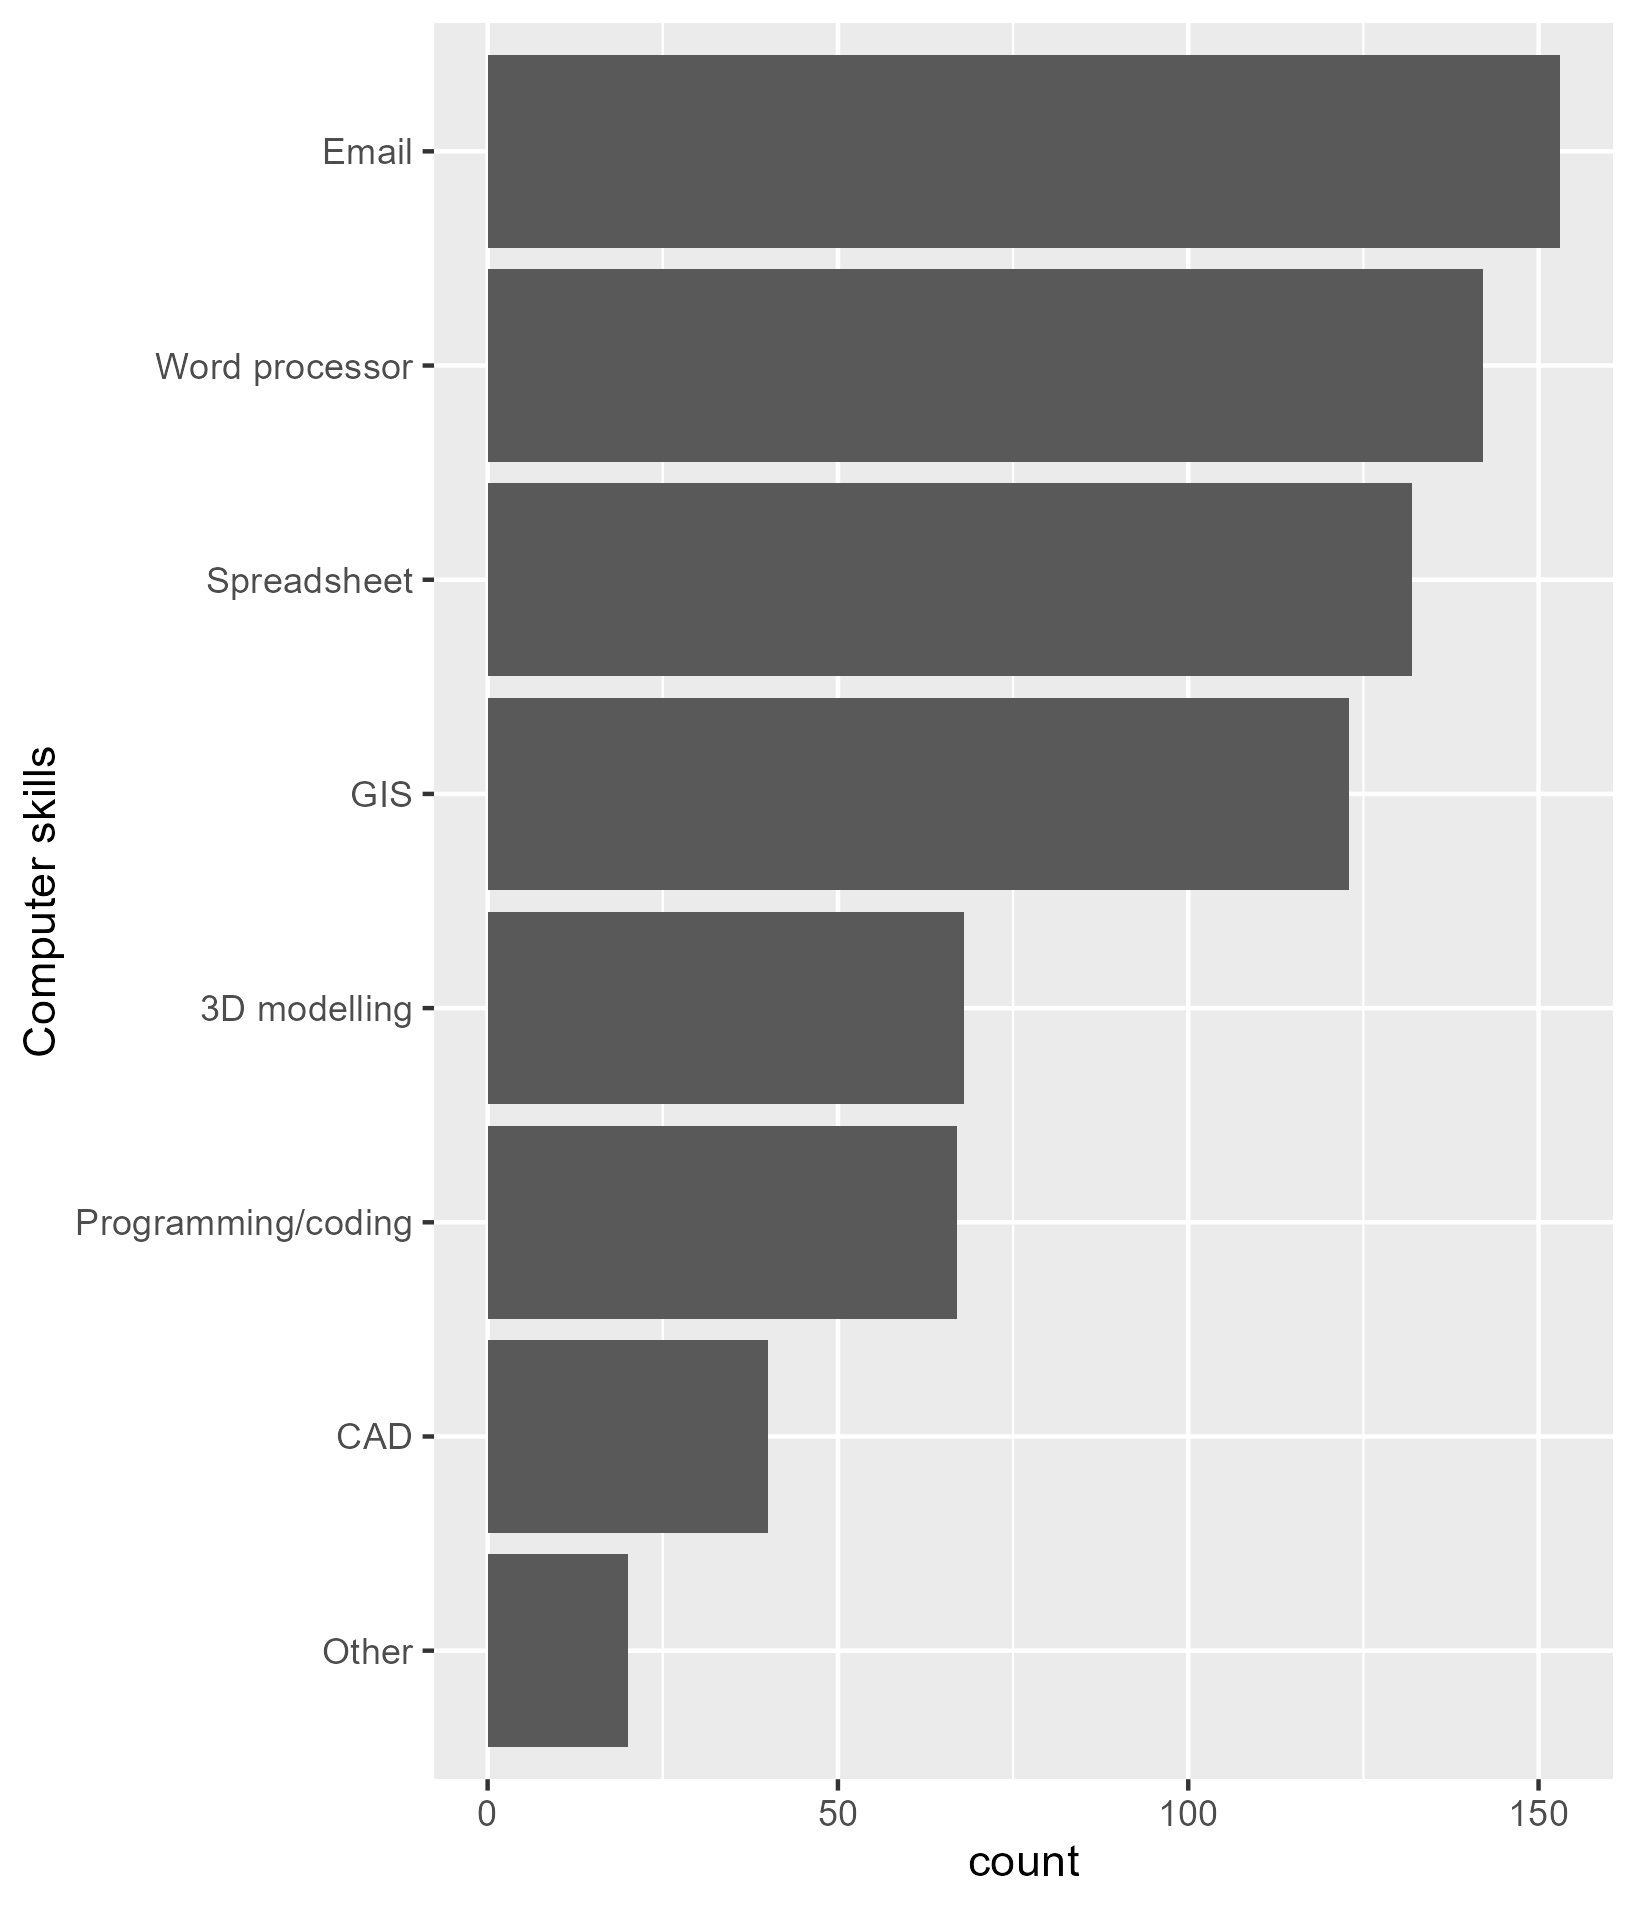 Email
Word processor
Spreadsheet
GIS
3D modelling
Programming/coding
CAD
Other
Computer skills
0 50 100 150
count